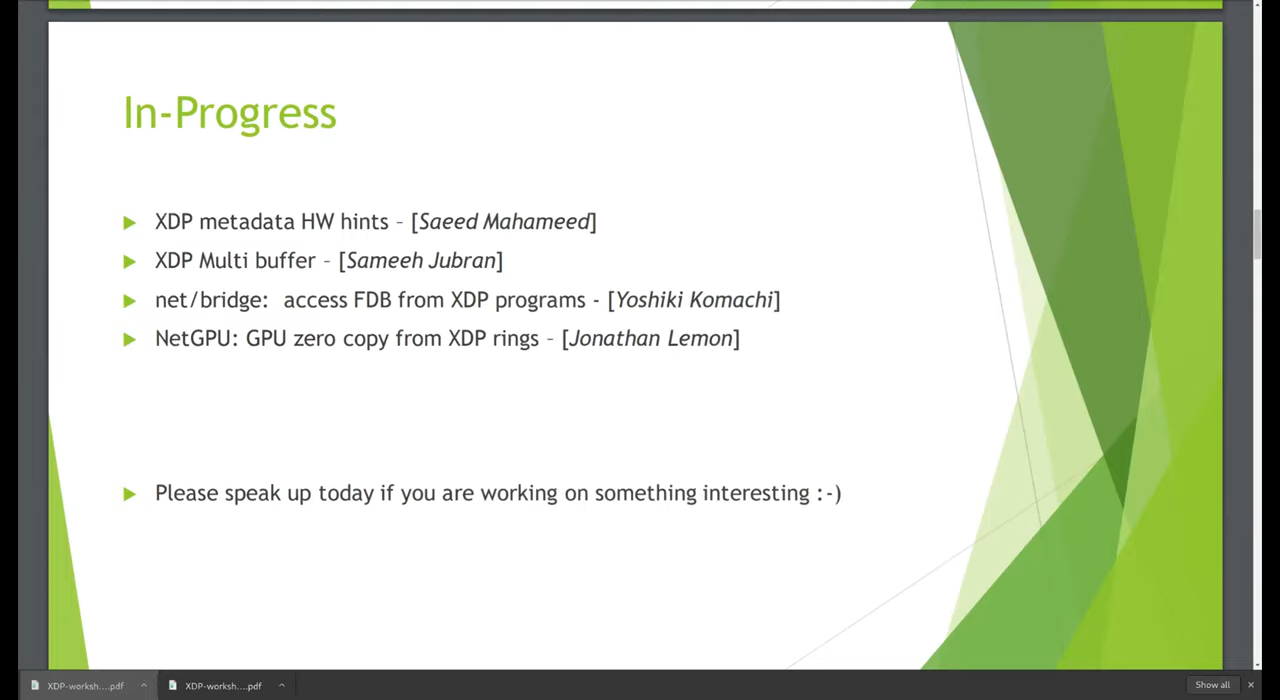 In-Progress
XDP metadata HW hints – [Saeed Mahameed]
XDP Multi buffer – [Sameeh Jubran]
net/bridge: access FDB from XDP programs - [Yoshiki Komachi]
NetGPU: GPU zero copy from XDP rings – [Jonathan Lemon]
Please speak up today if you are working on something interesting :-)
XDP-worksh....pdf
XDP-worksh....pdf
Show all